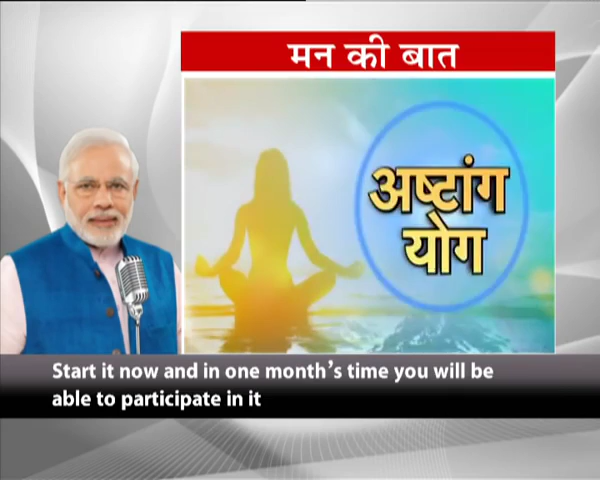 मन की बात
अष्टांग
योग
Start it now and in one month's time you will be
able to participate in it